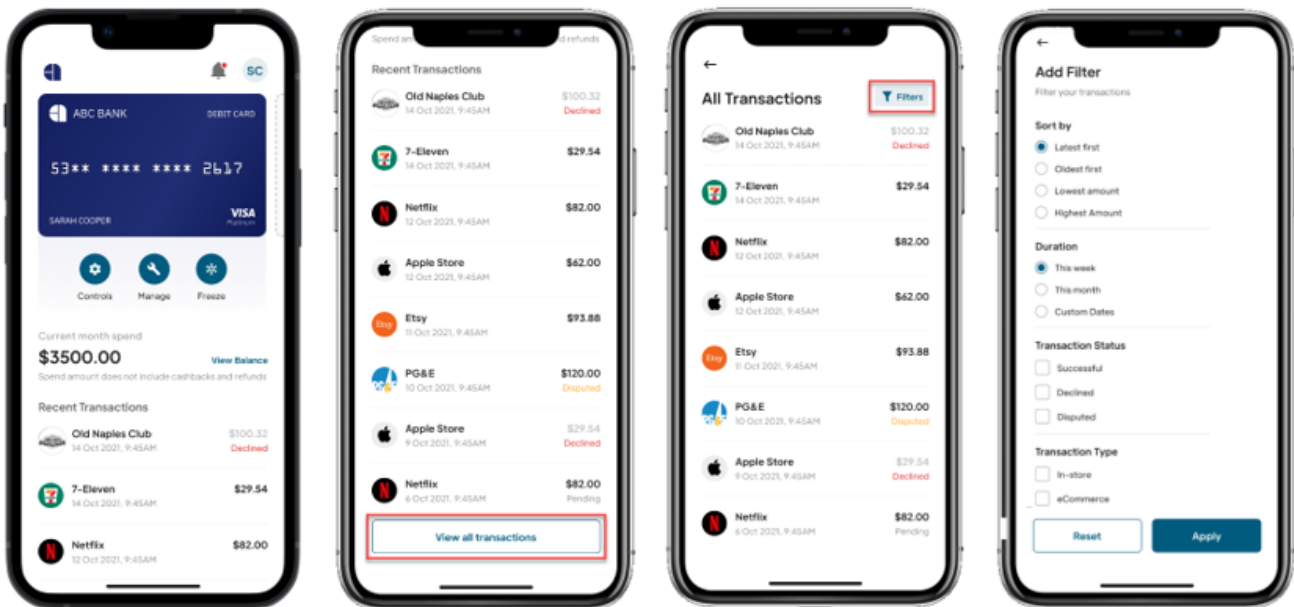 SC
ABC BANK
DEBIT CARD
53** **** **** 2617
SARAH COOPER
VISA
Platinum
Controls
Manage
Freeze
Current month spend
$3500.00
View Balance
Spend amount does not include cashbacks and refunds
Recent Transactions
Old Naples Club
$100.32
14 Oct 2021, 9:45AM
Declined
7-Eleven
$29.54
14 Oct 2021, 9:45AM
Netflix
$82.00
12 Oct 2021, 9:45AM
Spend am
d refunds
Recent Transactions
Old Naples Club
$100.32
14 Oct 2021, 9:45AM
Declined
7-Eleven
$29.54
14 Oct 2021, 9:45AM
Netflix
$82.00
12 Oct 2021, 9:45AM
Apple Store
$62.00
12 Oct 2021, 9:45AM
Etsy
Etsy
$93.88
11 Oct 2021, 9:45AM
PG&E
$120.00
10 Oct 2021, 9:45AM
Disputed
Apple Store
$29.54
9 Oct 2021, 9:45AM
Declined
Netflix
$82.00
6 Oct 2021, 9:45AM
Pending
View all transactions
All Transactions
Filters
Old Naples Club
$100.32
14 Oct 2021, 9:45AM
Declined
7-Eleven
$29.54
14 Oct 2021, 9:45AM
Netflix
$82.00
12 Oct 2021, 9:45AM
Apple Store
$62.00
12 Oct 2021, 9:45AM
Etsy
Etsy
$93.88
11 Oct 2021, 9:45AM
PG&E
$120.00
10 Oct 2021, 9:45AM
Disputed
Apple Store
$29.54
9 Oct 2021, 9:45AM
Declined
Netflix
$82.00
6 Oct 2021, 9:45AM
Pending
Add Filter
Filter your transactions
Sort by
Latest first
Oldest first
Lowest amount
Highest Amount
Duration
This week
This month
Custom Dates
Transaction Status
Successful
Declined
Disputed
Transaction Type
In-store
eCommerce
Reset
Apply